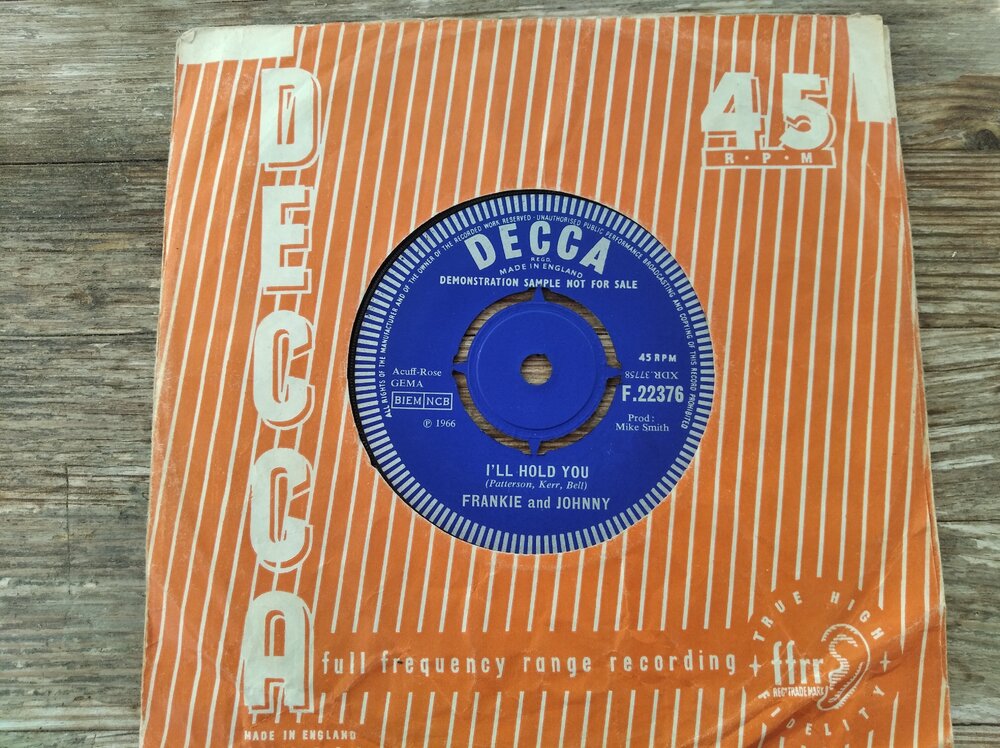 DECCA
45
R·P·M
ALL RIGHTS OF THE MANUFACTURER AND OF THE OWNER OF THE RECORDED WORK RESERVED · UNAUTHORISED PUBLIC PERFORMANCE BROADCASTING AND COPYING OF THIS RECORD PROHIBITED
DECCA
REGD.
MADE IN ENGLAND
DEMONSTRATION SAMPLE NOT FOR SALE
45 RPM
XDR.37758
F.22376
Acuff-Rose
GEMA
BIEM NCB
℗ 1966
Prod:
Mike Smith
I'LL HOLD YOU
(Patterson, Kerr, Bell)
FRANKIE and JOHNNY
full frequency range recording
TRUE HIGH
ffrr
REGD TRADE MARK
FIDELITY
MADE IN ENGLAND